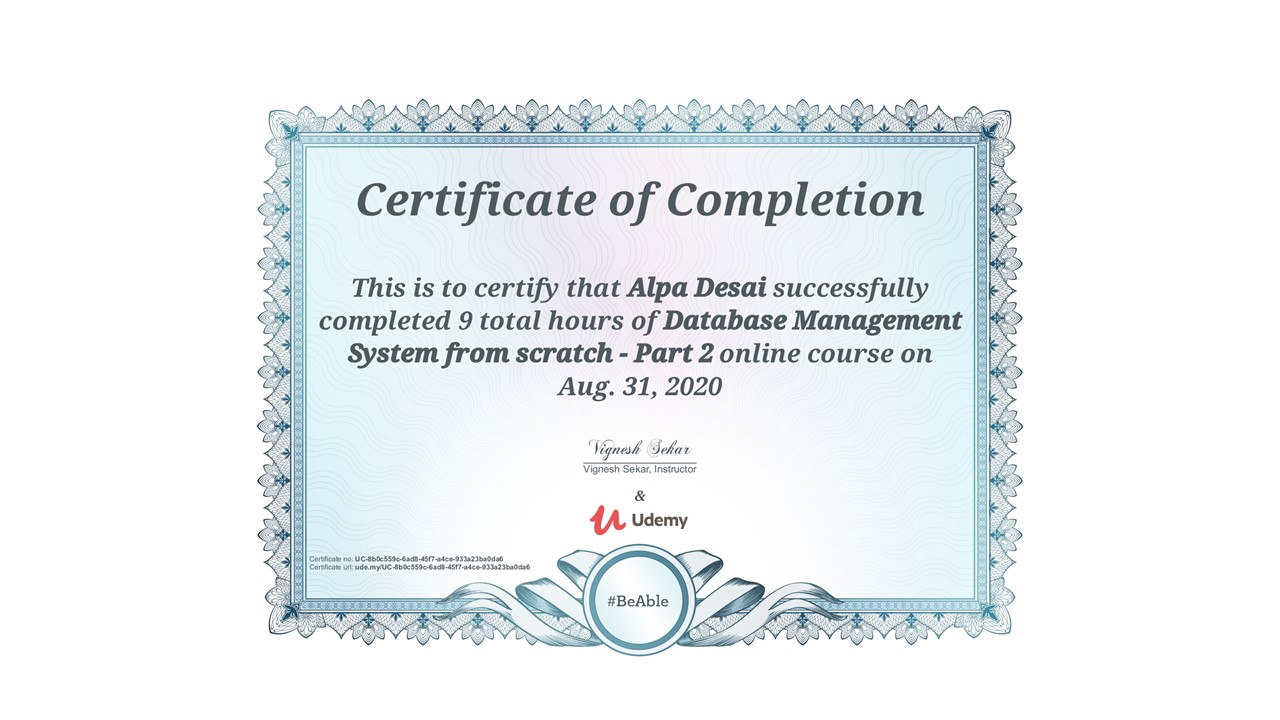 Certificate of Completion
This is to certify that Alpa Desai successfully
completed 9 total hours of Database Management
System from scratch - Part 2 online course on
Aug. 31, 2020
Vignesh Sekar
Vignesh Sekar, Instructor
&
Udemy
Certificate no: UC-8b0c559c-6ad8-45f7-a4ce-933a23ba0da6
Certificate url: ude.my/UC-8b0c559c-6ad8-45f7-a4ce-933a23ba0da6
#BeAble